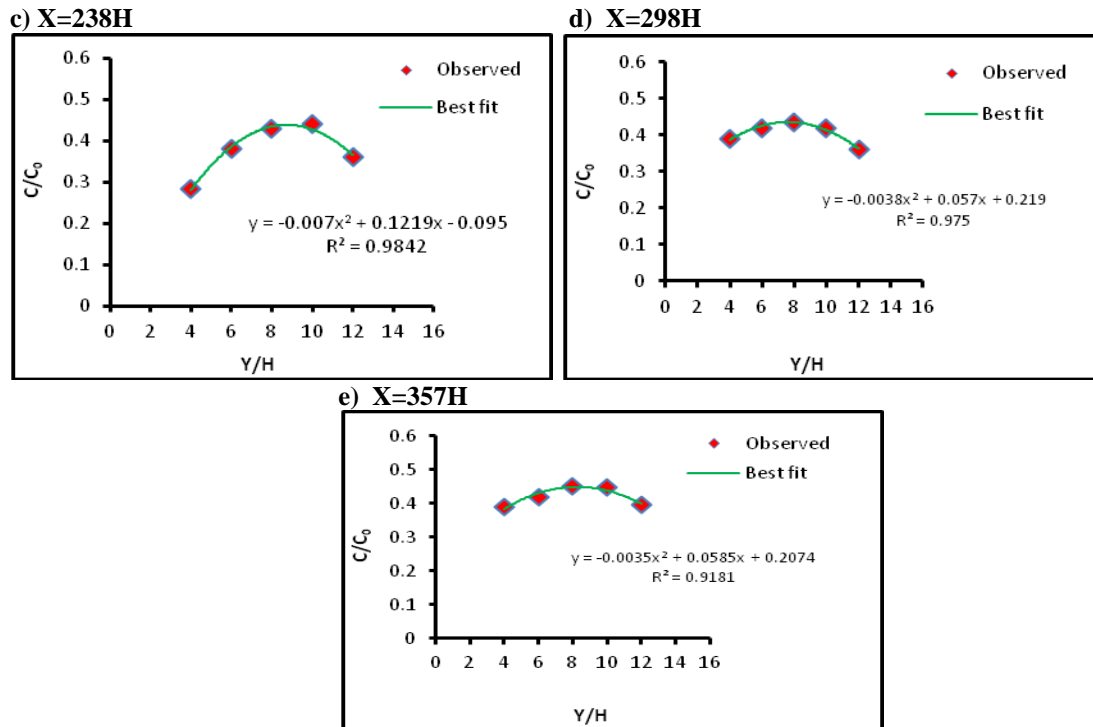 c) X=238H
0.6
0.5
0.4
0.3
0.2
0.1
0
C/C₀
Observed
Best fit
y = -0.007x² + 0.1219x - 0.095
R² = 0.9842
0 2 4 6 8 10 12 14 16
Y/H
d) X=298H
0.6
0.5
0.4
0.3
0.2
0.1
0
C/C₀
Observed
Best fit
y = -0.0038x² + 0.057x + 0.219
R² = 0.975
0 2 4 6 8 10 12 14 16
Y/H
e) X=357H
0.6
0.5
0.4
0.3
0.2
0.1
0
C/C₀
Observed
Best fit
y = -0.0035x² + 0.0585x + 0.2074
R² = 0.9181
0 2 4 6 8 10 12 14 16
Y/H